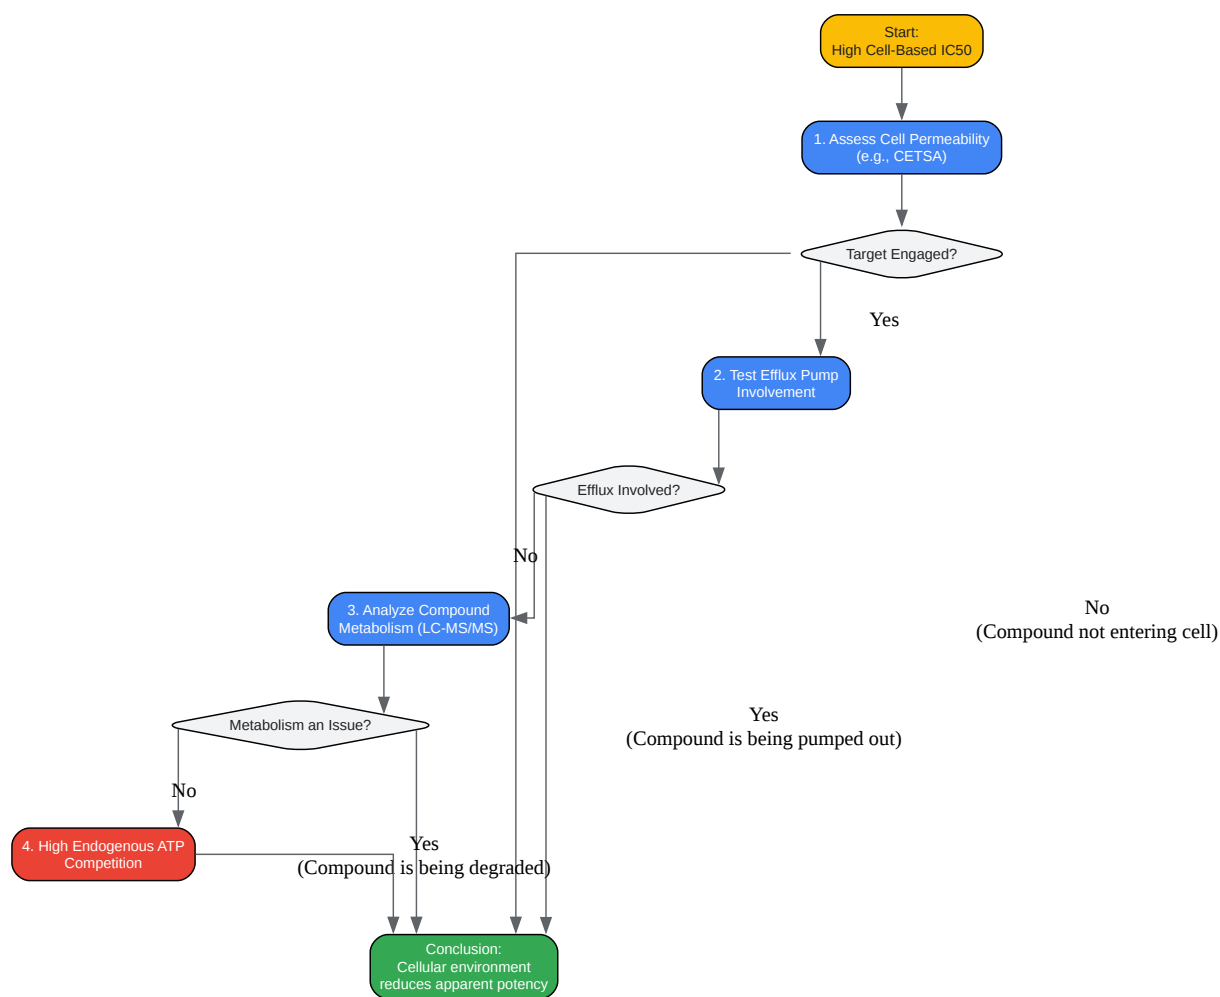 Start:
High Cell-Based IC50
1. Assess Cell Permeability
(e.g., CETSA)
Target Engaged?
Yes
2. Test Efflux Pump
Involvement
Efflux Involved?
No
No
(Compound not entering cell)
3. Analyze Compound
Metabolism (LC-MS/MS)
Yes
(Compound is being pumped out)
Metabolism an Issue?
No
Yes
(Compound is being degraded)
4. High Endogenous ATP
Competition
Conclusion:
Cellular environment
reduces apparent potency